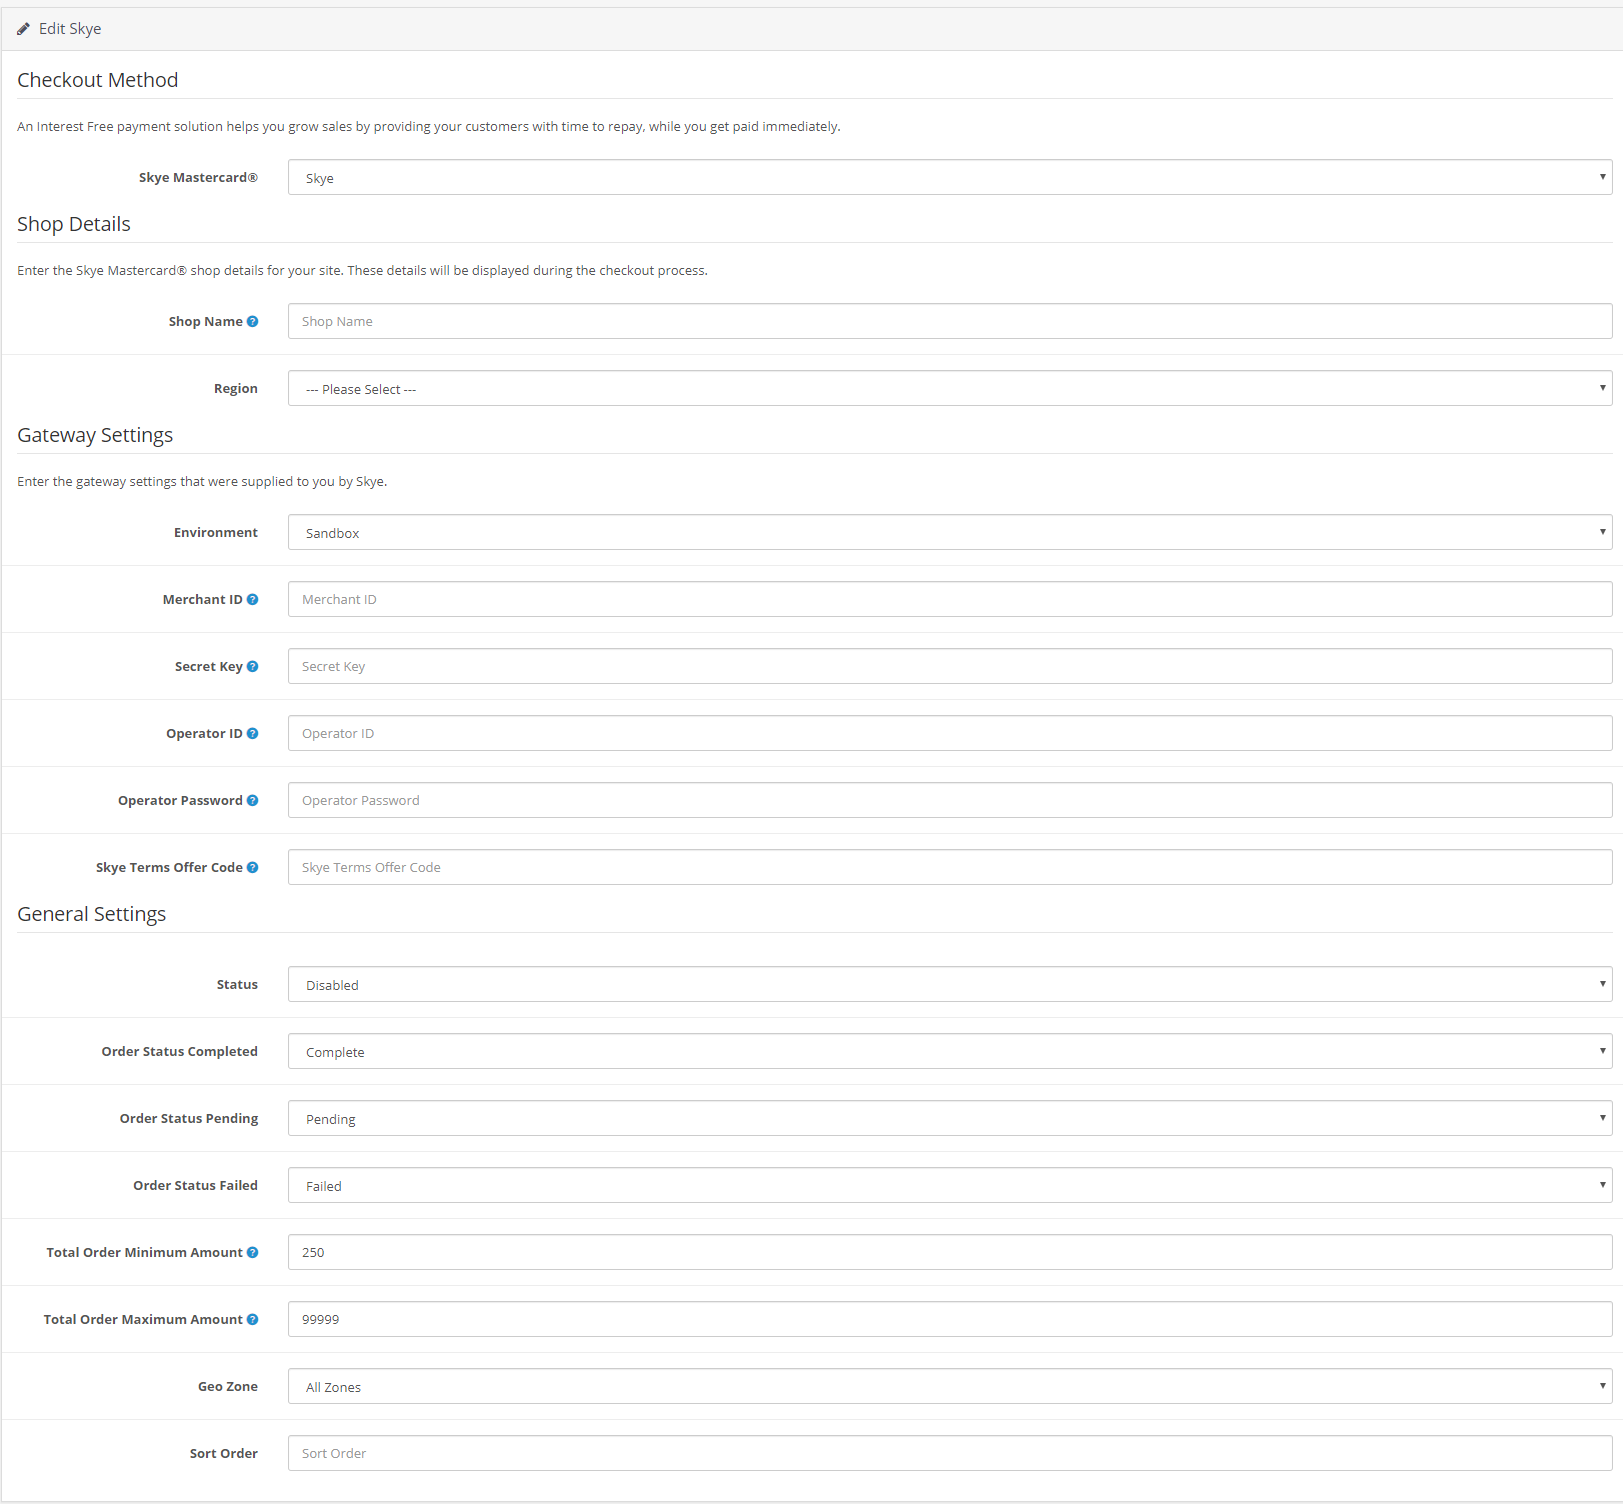 Edit Skye
Checkout Method
An Interest Free payment solution helps you grow sales by providing your customers with time to repay, while you get paid immediately.
Skye Mastercard® Skye
Shop Details
Enter the Skye Mastercard® shop details for your site. These details will be displayed during the checkout process.
Shop Name ? Shop Name
Region --- Please Select ---
Gateway Settings
Enter the gateway settings that were supplied to you by Skye.
Environment Sandbox
Merchant ID ? Merchant ID
Secret Key ? Secret Key
Operator ID ? Operator ID
Operator Password ? Operator Password
Skye Terms Offer Code ? Skye Terms Offer Code
General Settings
Status Disabled
Order Status Completed Complete
Order Status Pending Pending
Order Status Failed Failed
Total Order Minimum Amount ? 250
Total Order Maximum Amount ? 99999
Geo Zone All Zones
Sort Order Sort Order